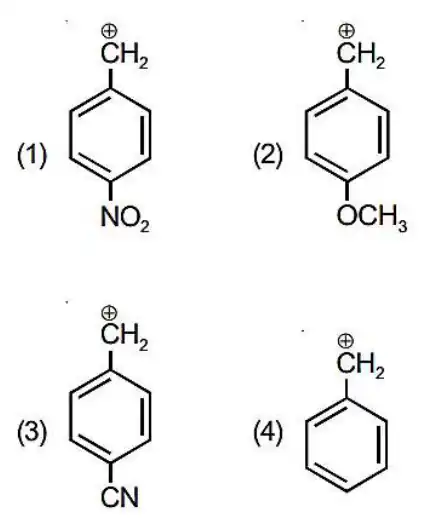 ⊕
CH₂
(1)
NO₂
⊕
CH₂
(2)
OCH₃
⊕
CH₂
(3)
CN
⊕
CH₂
(4)